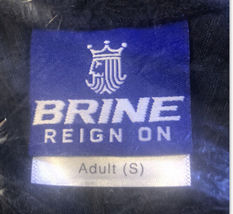 BRINE
REIGN ON
Adult (S)